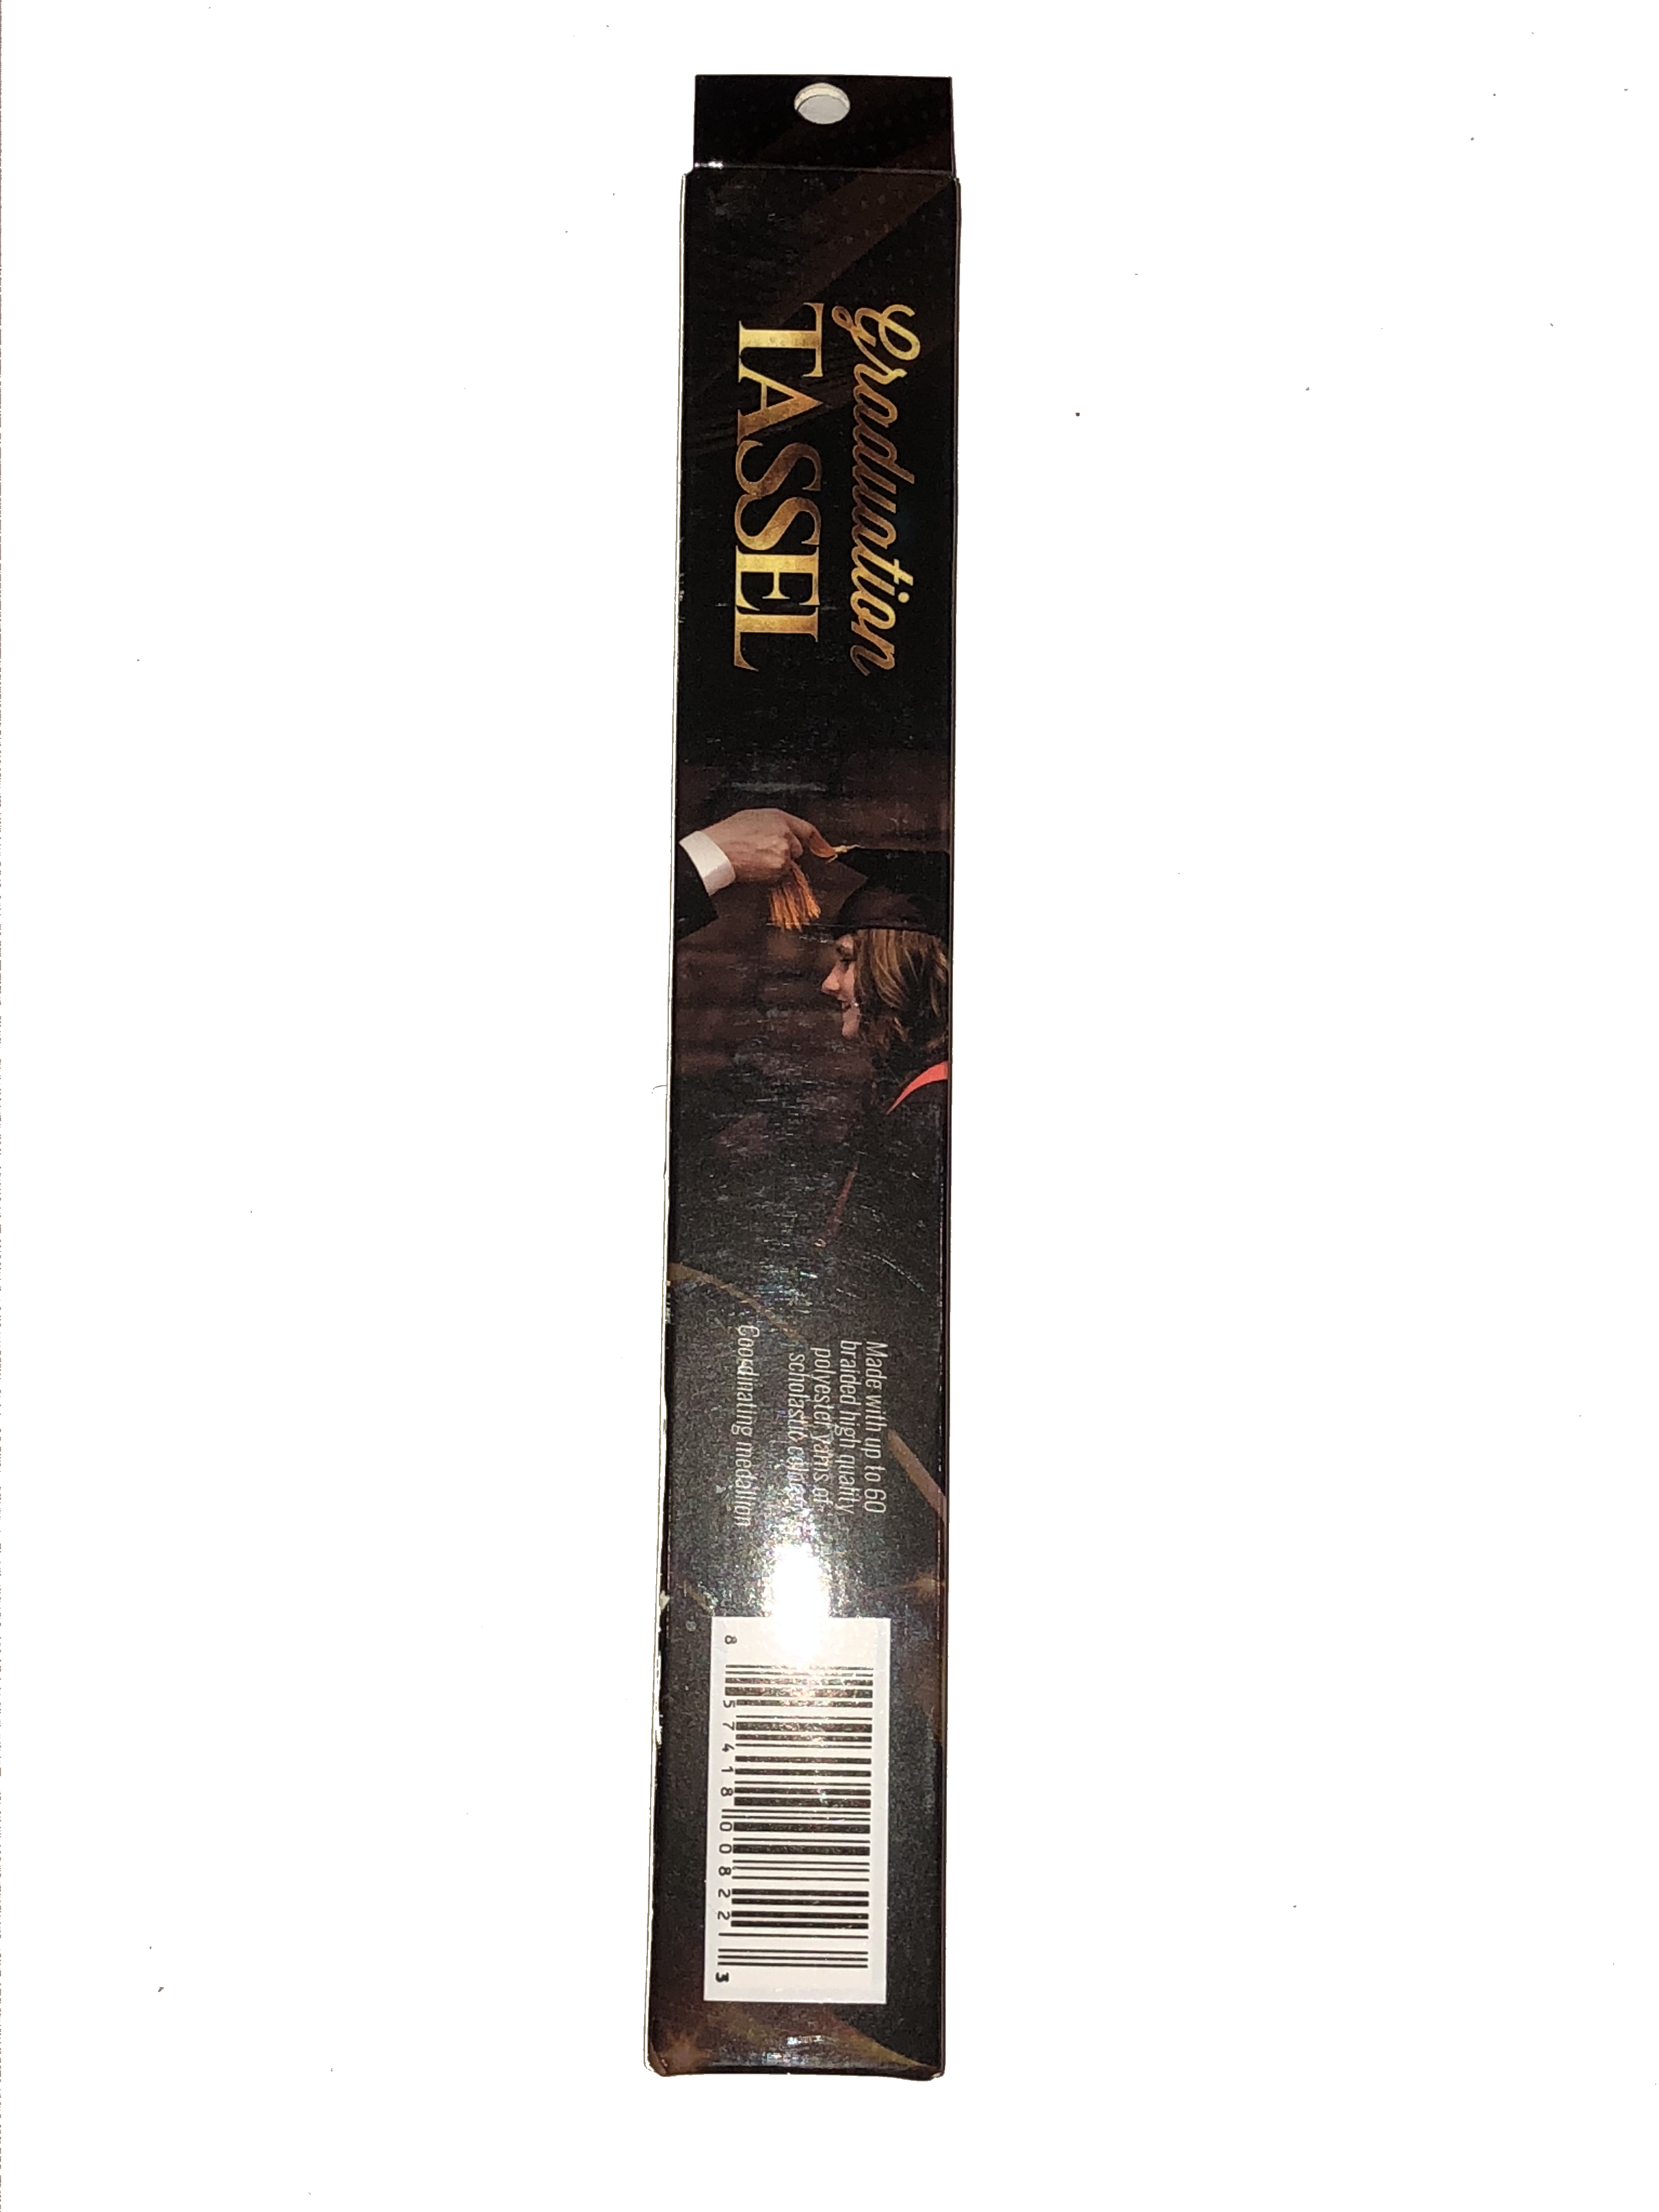 Graduation
TASSEL
Made with up to 60
braided high quality
polyester yarns of
scholastic
Coordinating medallion
8 57418 00822 3